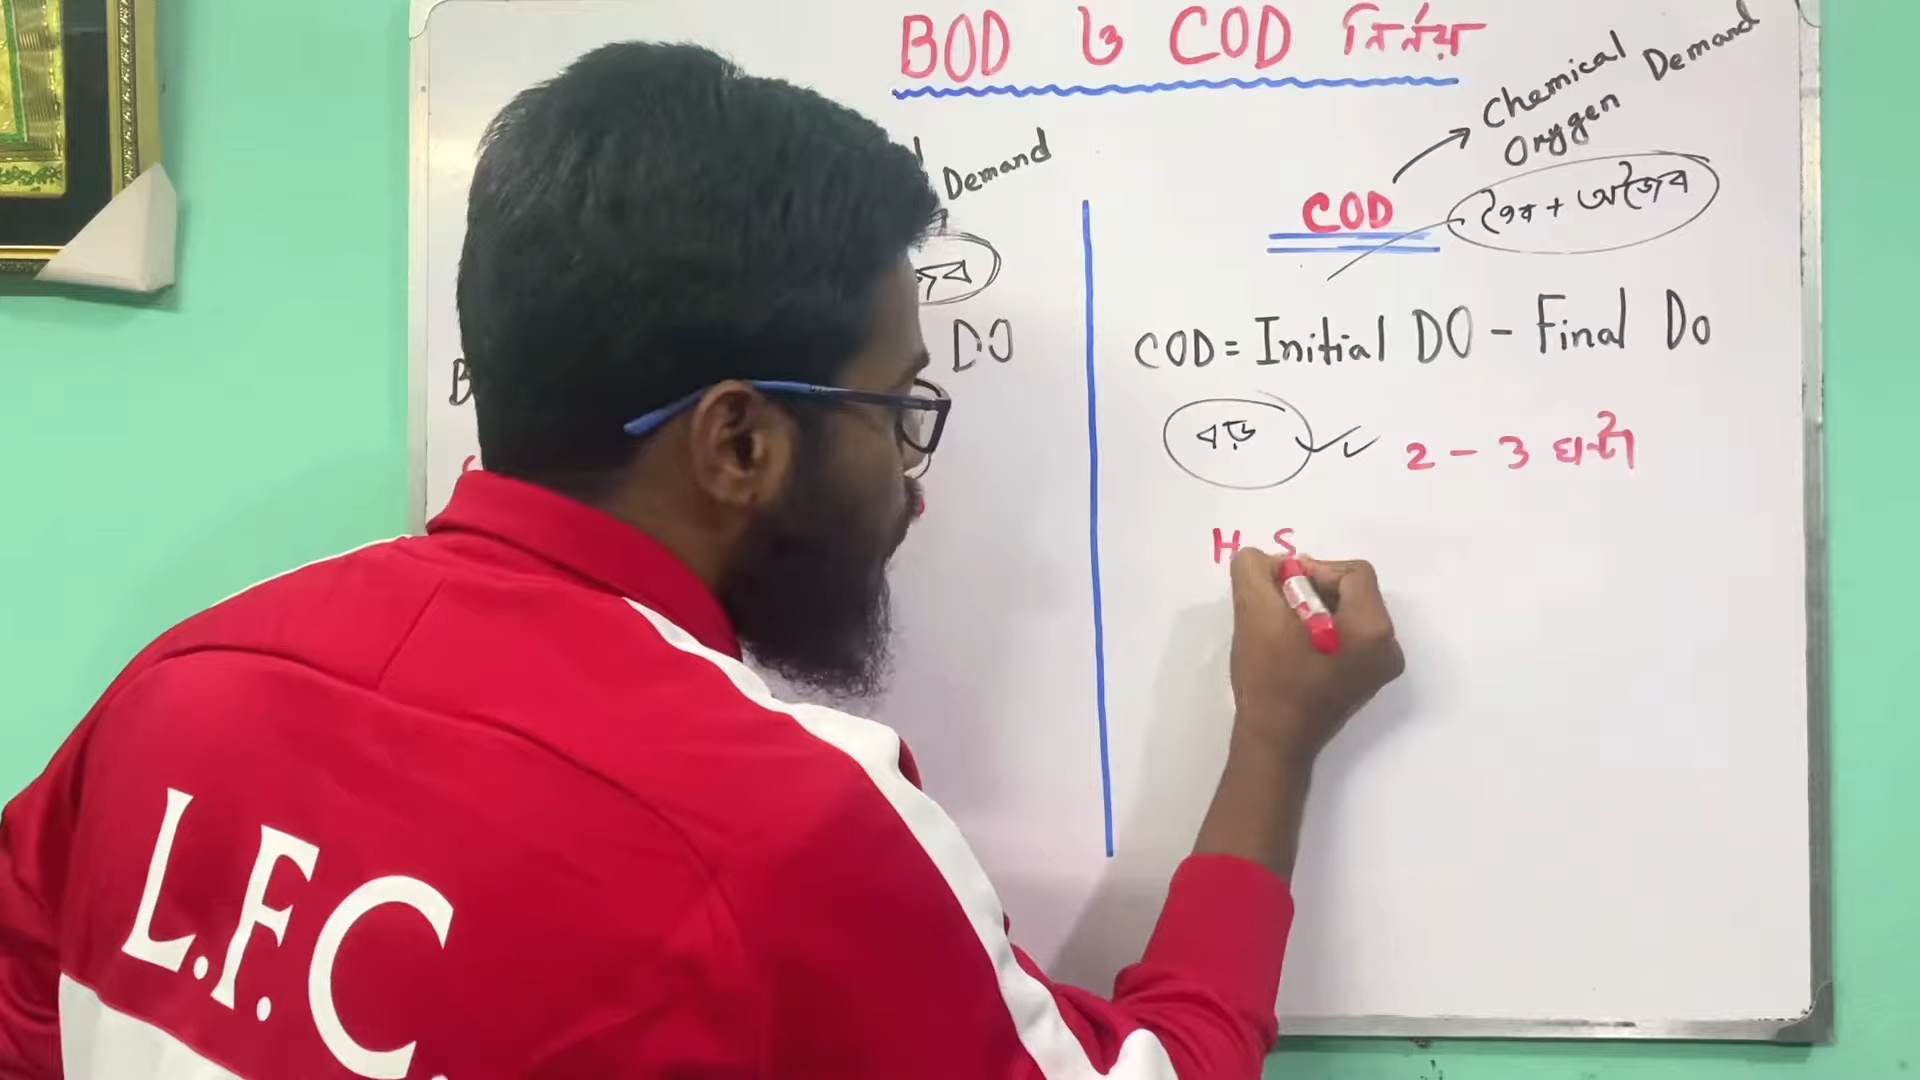 BOD ও COD নির্ণয়
Demand
DO
Chemical
Oxygen Demand
COD
জৈব + অজৈব
COD = Initial DO - Final Do
বড় 2 - 3 ঘন্টা
H S
L.F.C.